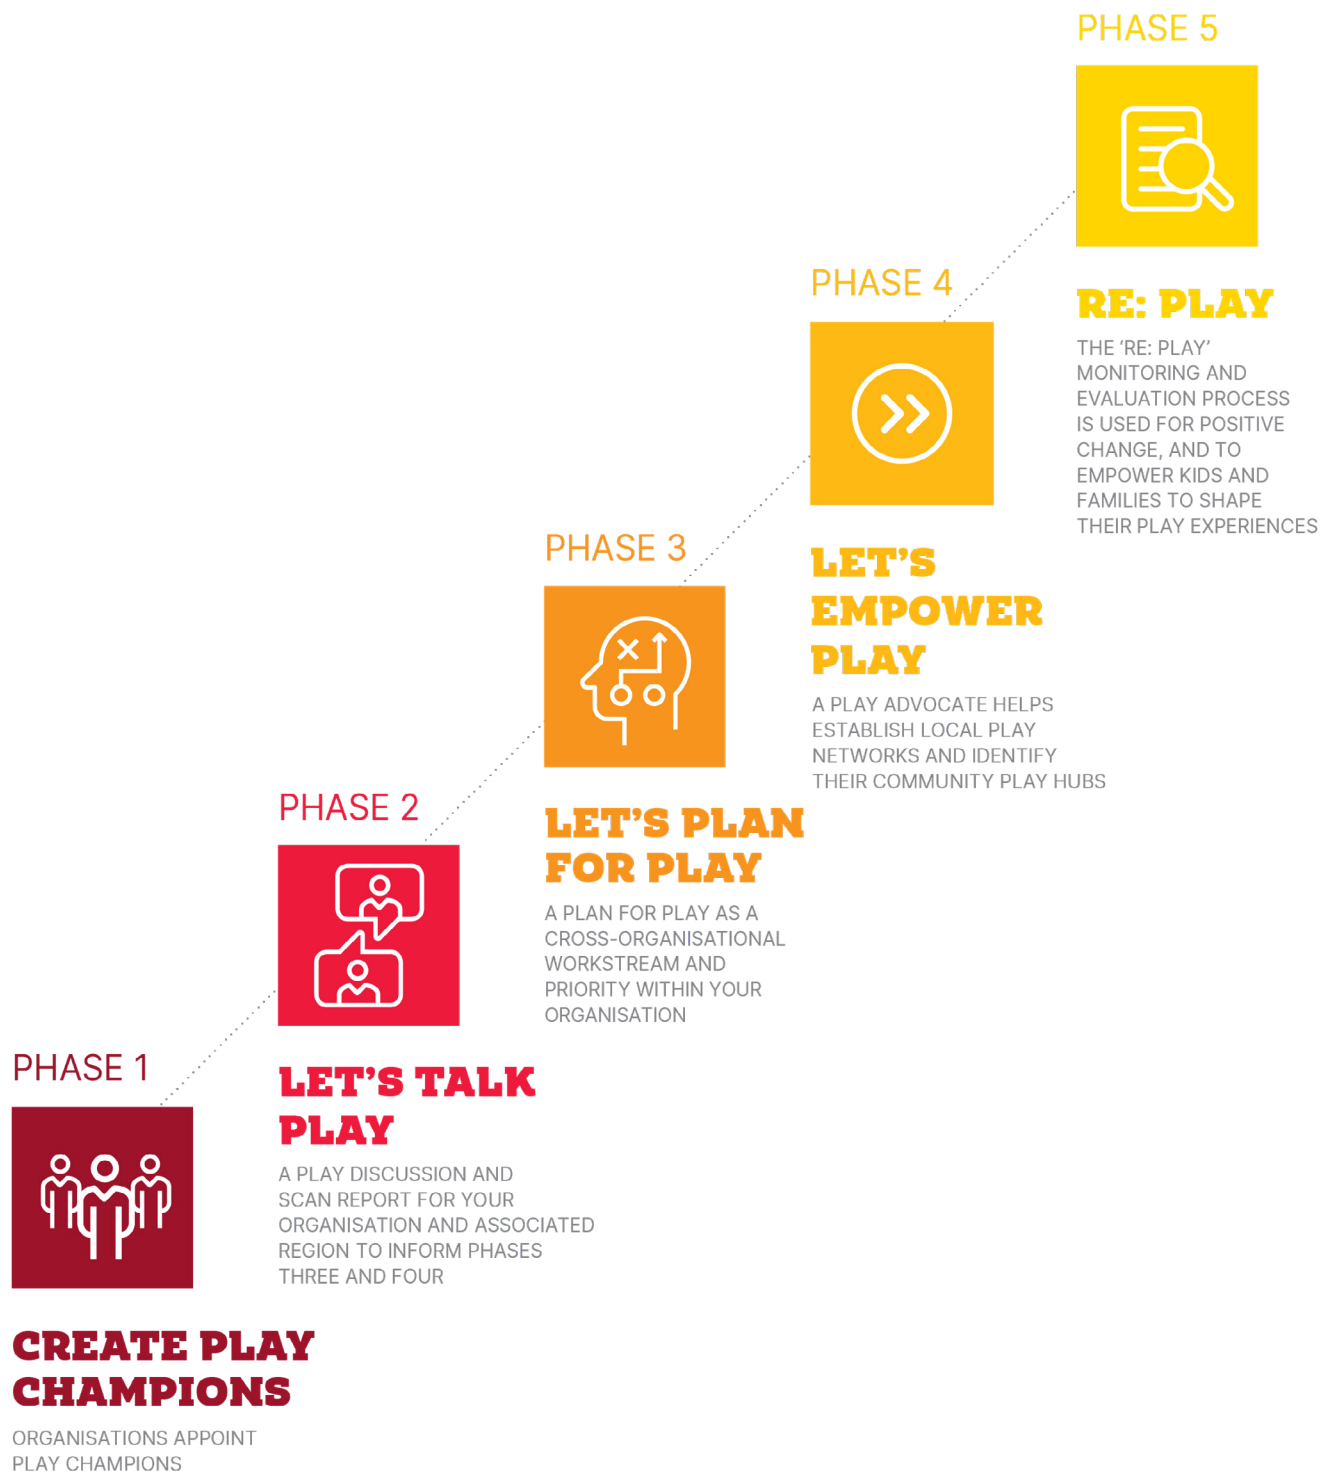 PHASE 1
CREATE PLAY
CHAMPIONS
ORGANISATIONS APPOINT
PLAY CHAMPIONS
PHASE 2
LET'S TALK
PLAY
A PLAY DISCUSSION AND
SCAN REPORT FOR YOUR
ORGANISATION AND ASSOCIATED
REGION TO INFORM PHASES
THREE AND FOUR
PHASE 3
LET'S PLAN
FOR PLAY
A PLAN FOR PLAY AS A
CROSS-ORGANISATIONAL
WORKSTREAM AND
PRIORITY WITHIN YOUR
ORGANISATION
PHASE 4
LET'S
EMPOWER
PLAY
A PLAY ADVOCATE HELPS
ESTABLISH LOCAL PLAY
NETWORKS AND IDENTIFY
THEIR COMMUNITY PLAY HUBS
PHASE 5
RE: PLAY
THE ‘RE: PLAY’
MONITORING AND
EVALUATION PROCESS
IS USED FOR POSITIVE
CHANGE, AND TO
EMPOWER KIDS AND
FAMILIES TO SHAPE
THEIR PLAY EXPERIENCES